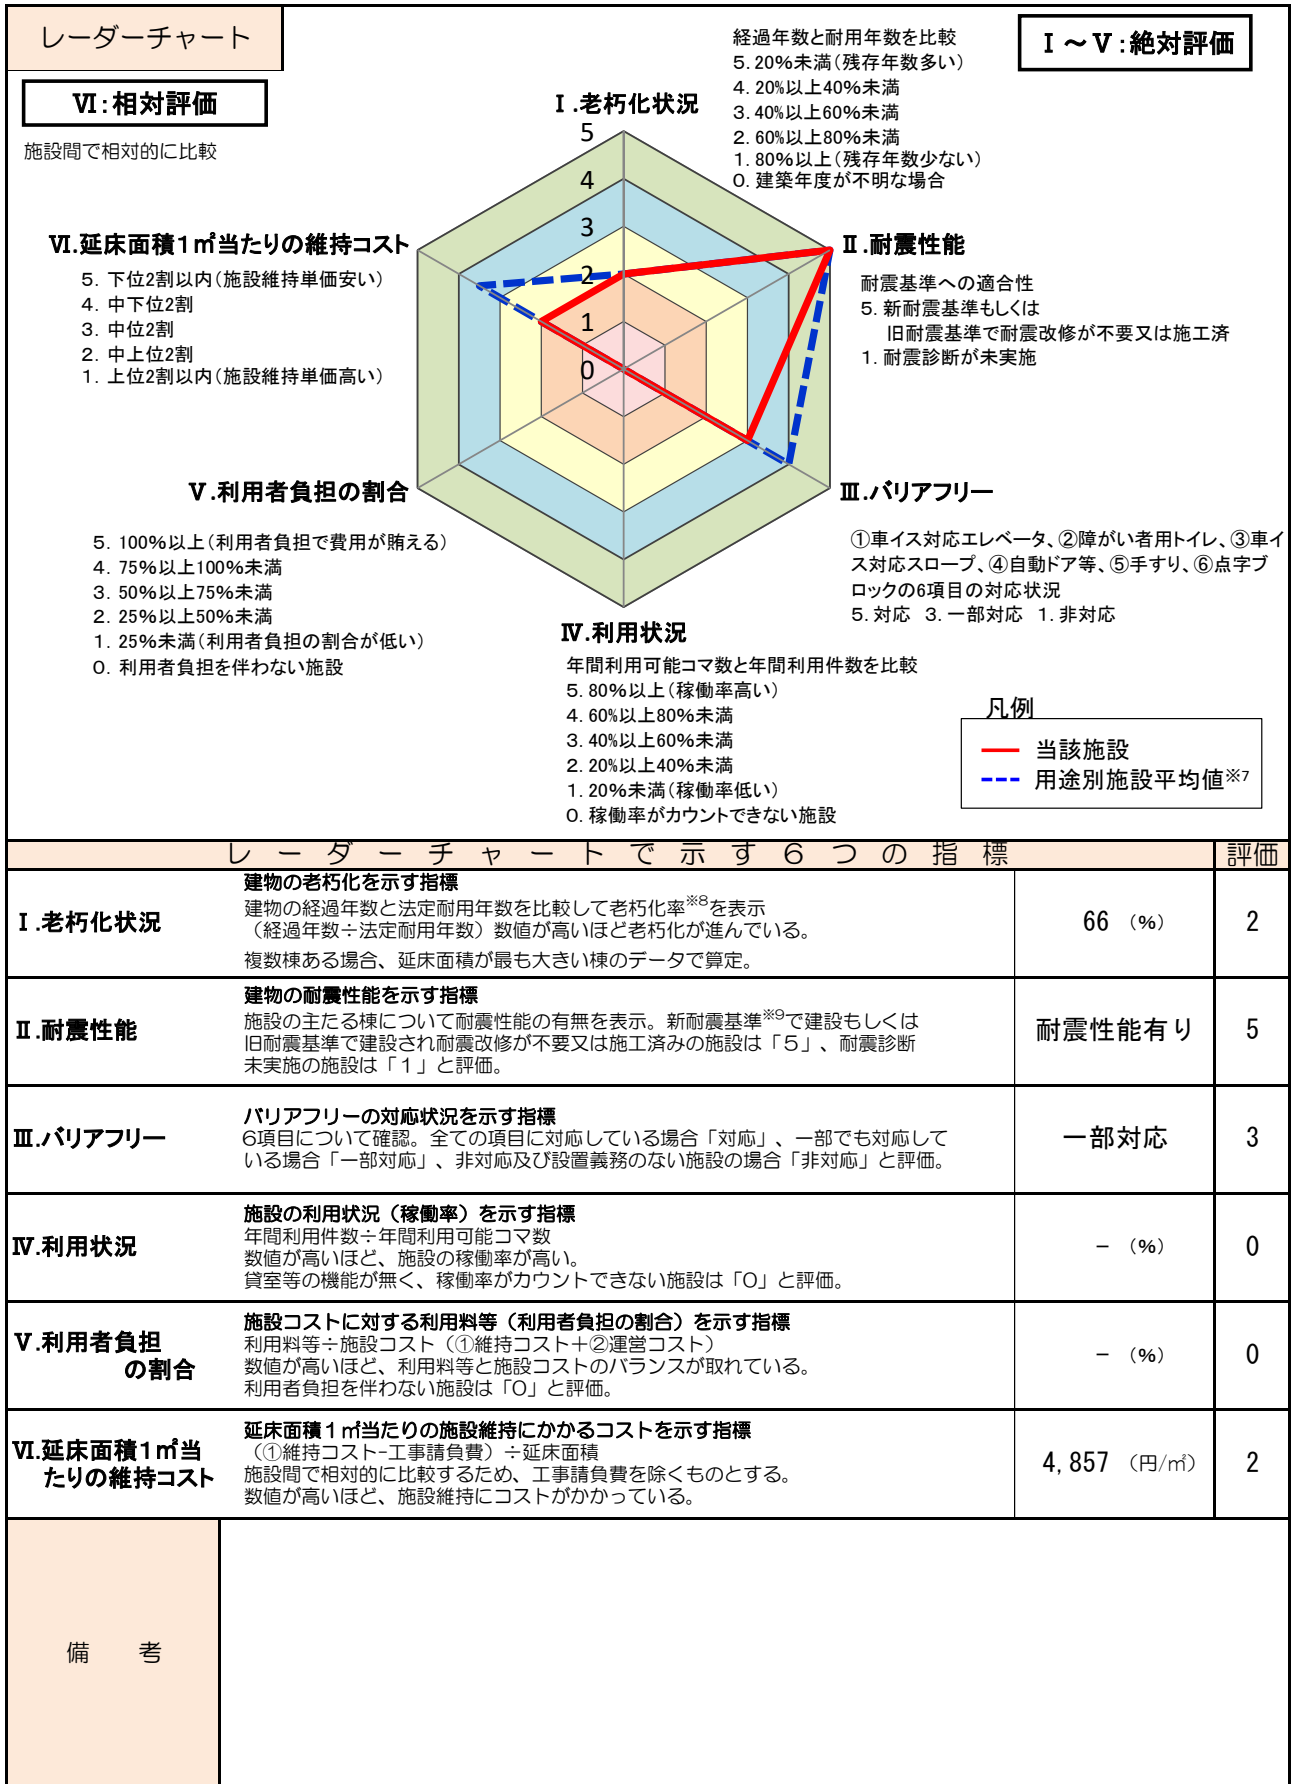 レーダーチャート
Ⅰ～Ⅴ:絶対評価
Ⅵ:相対評価
施設間で相対的に比較
経過年数と耐用年数を比較
5. 20%未満(残存年数多い)
4. 20%以上40%未満
3. 40%以上60%未満
2. 60%以上80%未満
1. 80%以上(残存年数少ない)
0. 建築年度が不明な場合
Ⅰ.老朽化状況
5
4
3
2
1
0
Ⅵ.延床面積1㎡当たりの維持コスト
5. 下位2割以内(施設維持単価安い)
4. 中下位2割
3. 中位2割
2. 中上位2割
1. 上位2割以内(施設維持単価高い)
Ⅱ.耐震性能
耐震基準への適合性
5. 新耐震基準もしくは
旧耐震基準で耐震改修が不要又は施工済
1. 耐震診断が未実施
Ⅴ.利用者負担の割合
5. 100%以上(利用者負担で費用が賄える)
4. 75%以上100%未満
3. 50%以上75%未満
2. 25%以上50%未満
1. 25%未満(利用者負担の割合が低い)
0. 利用者負担を伴わない施設
Ⅲ.バリアフリー
①車イス対応エレベータ、②障がい者用トイレ、③車イ
ス対応スロープ、④自動ドア等、⑤手すり、⑥点字ブ
ロックの6項目の対応状況
5. 対応 3. 一部対応 1. 非対応
Ⅳ.利用状況
年間利用可能コマ数と年間利用件数を比較
5. 80%以上(稼働率高い)
4. 60%以上80%未満
3. 40%以上60%未満
2. 20%以上40%未満
1. 20%未満(稼働率低い)
0. 稼働率がカウントできない施設
凡例
当該施設
用途別施設平均値※7
レーダーチャートで示す6つの指標 評価
Ⅰ.老朽化状況
建物の老朽化を示す指標
建物の経過年数と法定耐用年数を比較して老朽化率※8を表示
(経過年数÷法定耐用年数)数値が高いほど老朽化が進んでいる。
複数棟ある場合、延床面積が最も大きい棟のデータで算定。
66 (%) 2
Ⅱ.耐震性能
建物の耐震性能を示す指標
施設の主たる棟について耐震性能の有無を表示。新耐震基準※9で建設もしくは
旧耐震基準で建設され耐震改修が不要又は施工済みの施設は「5」、耐震診断
未実施の施設は「1」と評価。
耐震性能有り 5
Ⅲ.バリアフリー
バリアフリーの対応状況を示す指標
6項目について確認。全ての項目に対応している場合「対応」、一部でも対応して
いる場合「一部対応」、非対応及び設置義務のない施設の場合「非対応」と評価。
一部対応 3
Ⅳ.利用状況
施設の利用状況(稼働率)を示す指標
年間利用件数÷年間利用可能コマ数
数値が高いほど、施設の稼働率が高い。
貸室等の機能が無く、稼働率がカウントできない施設は「0」と評価。
- (%) 0
Ⅴ.利用者負担
の割合
施設コストに対する利用料等(利用者負担の割合)を示す指標
利用料等÷施設コスト(①維持コスト+②運営コスト)
数値が高いほど、利用料等と施設コストのバランスが取れている。
利用者負担を伴わない施設は「0」と評価。
- (%) 0
Ⅵ.延床面積1㎡当
たりの維持コスト
延床面積1㎡当たりの施設維持にかかるコストを示す指標
(①維持コスト-工事請負費)÷延床面積
施設間で相対的に比較するため、工事請負費を除くものとする。
数値が高いほど、施設維持にコストがかかっている。
4,857 (円/㎡) 2
備 考